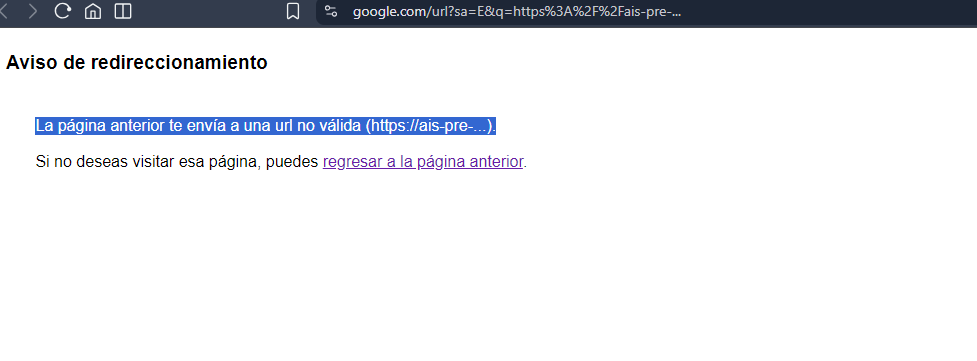 google.com/url?sa=E&q=https%3A%2F%2Fais-pre-...
Aviso de redireccionamiento
La página anterior te envía a una url no válida (https://ais-pre-...).
Si no deseas visitar esa página, puedes regresar a la página anterior.